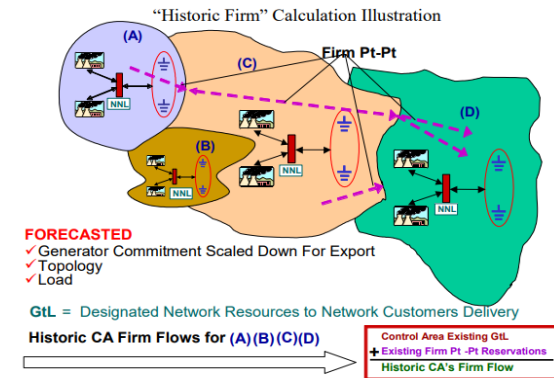 “Historic Firm” Calculation Illustration
(A)
(C)
Firm Pt-Pt
(D)
(B)
NNL
NNL
NNL
NNL
FORECASTED
✓Generator Commitment Scaled Down For Export
✓Topology
✓Load
GtL = Designated Network Resources to Network Customers Delivery
Historic CA Firm Flows for (A)(B)(C)(D)
Control Area Existing GtL
+Existing Firm Pt -Pt Reservations
Historic CA's Firm Flow